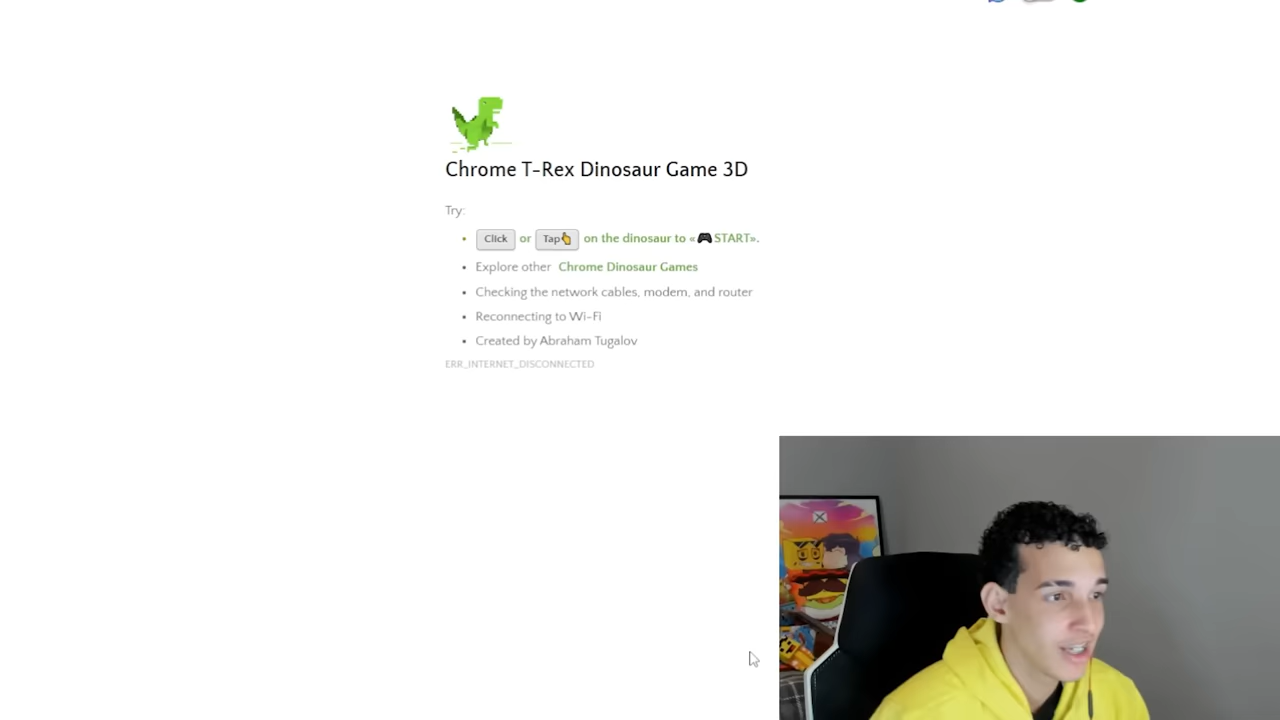 Chrome T-Rex Dinosaur Game 3D
Try:
Click or Tap👆 on the dinosaur to «🎮START».
Explore other Chrome Dinosaur Games
Checking the network cables, modem, and router
Reconnecting to Wi-Fi
Created by Abraham Tugalov
ERR_INTERNET_DISCONNECTED